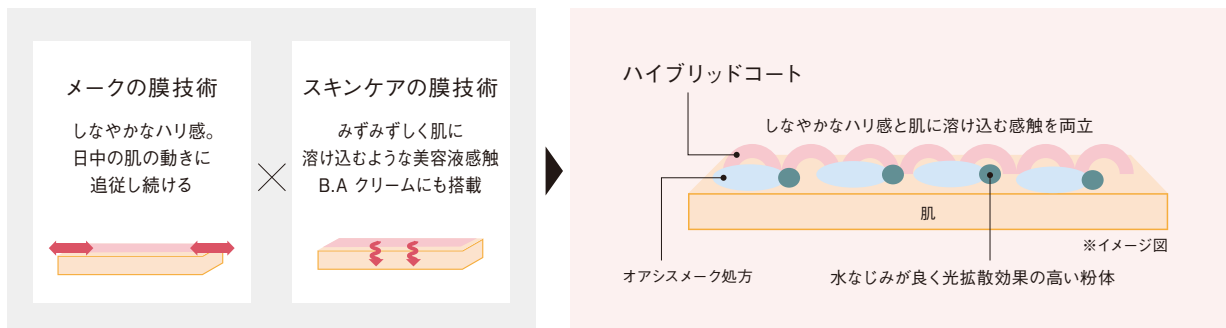 メークの膜技術
しなやかなハリ感。
日中の肌の動きに
追従し続ける
スキンケアの膜技術
みずみずしく肌に
溶け込むような美容液感触
B.A クリームにも搭載
ハイブリッドコート
しなやかなハリ感と肌に溶け込む感触を両立
肌
※イメージ図
オアシスメーク処方
水なじみが良く光拡散効果の高い粉体